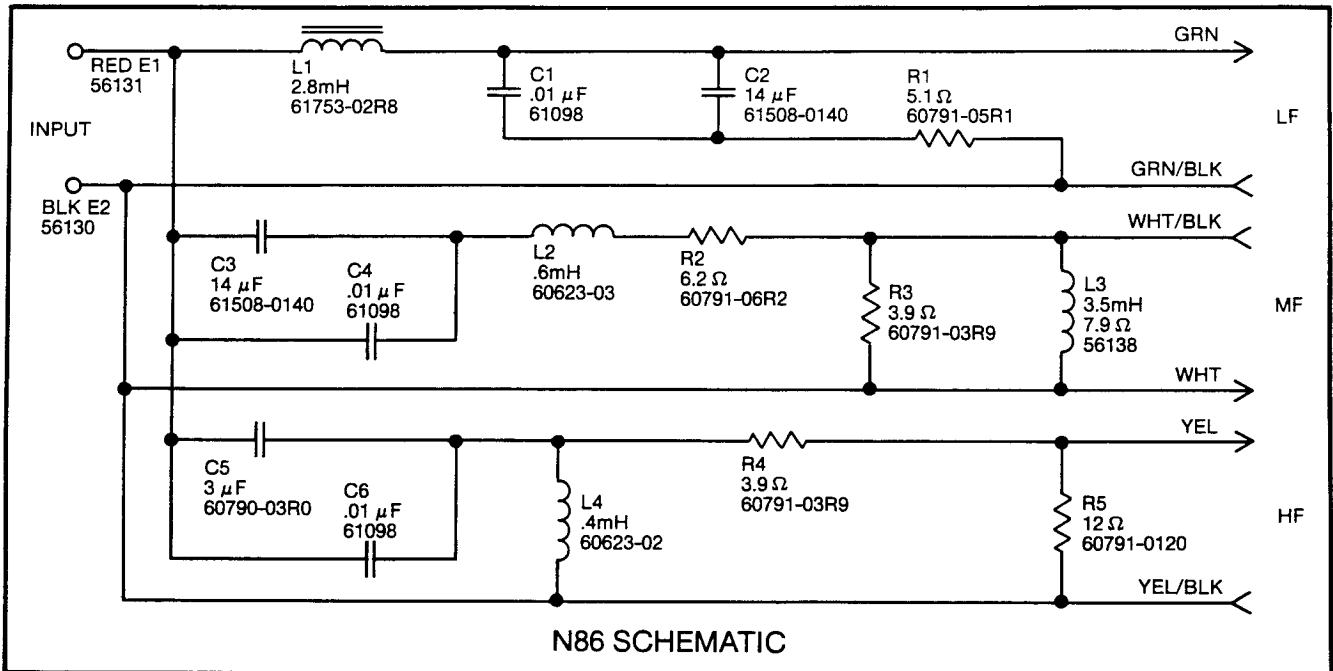 GRN
RED E1
56131
L1
2.8mH
61753-02R8
C1
.01 µF
61098
C2
14 µF
61508-0140
R1
5.1 Ω
60791-05R1
INPUT
LF
GRN/BLK
BLK E2
56130
WHT/BLK
C3
14 µF
61508-0140
C4
.01 µF
61098
L2
.6mH
60623-03
R2
6.2 Ω
60791-06R2
R3
3.9 Ω
60791-03R9
L3
3.5mH
7.9 Ω
56138
MF
WHT
YEL
C5
3 µF
60790-03R0
C6
.01 µF
61098
L4
.4mH
60623-02
R4
3.9 Ω
60791-03R9
R5
12 Ω
60791-0120
HF
YEL/BLK
N86 SCHEMATIC